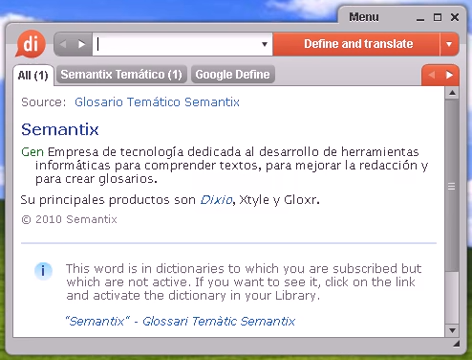 Menu
di
Define and translate
All (1)
Semantix Temático (1)
Google Define
Source: Glosario Temático Semantix
Semantix
Gen Empresa de tecnología dedicada al desarrollo de herramientas
informáticas para comprender textos, para mejorar la redacción y
para crear glosarios.
Su principales productos son Dixio, Xtyle y Gloxr.
© 2010 Semantix
i
This word is in dictionaries to which you are subscribed but
which are not active. If you want to see it, click on the link
and activate the dictionary in your Library.
"Semantix" - Glossari Temàtic Semantix